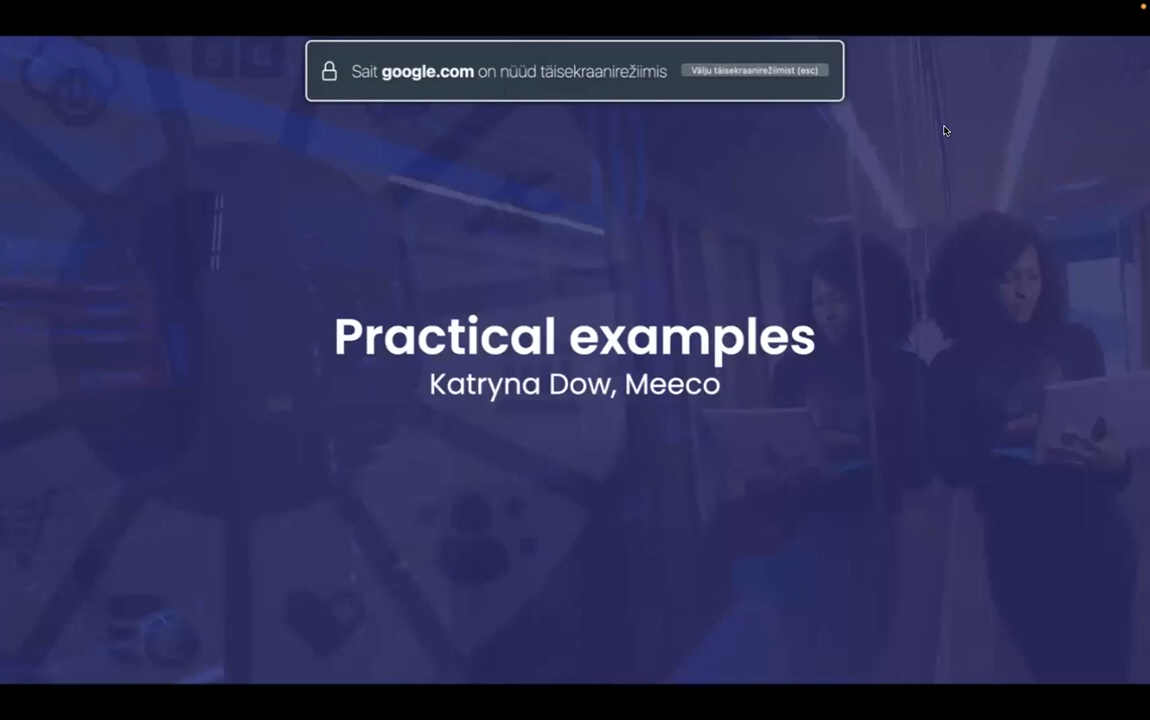 Sait google.com on nüüd täisekraanirežiimis Välju täisekraanirežiimist (esc)
Practical examples
Katryna Dow, Meeco